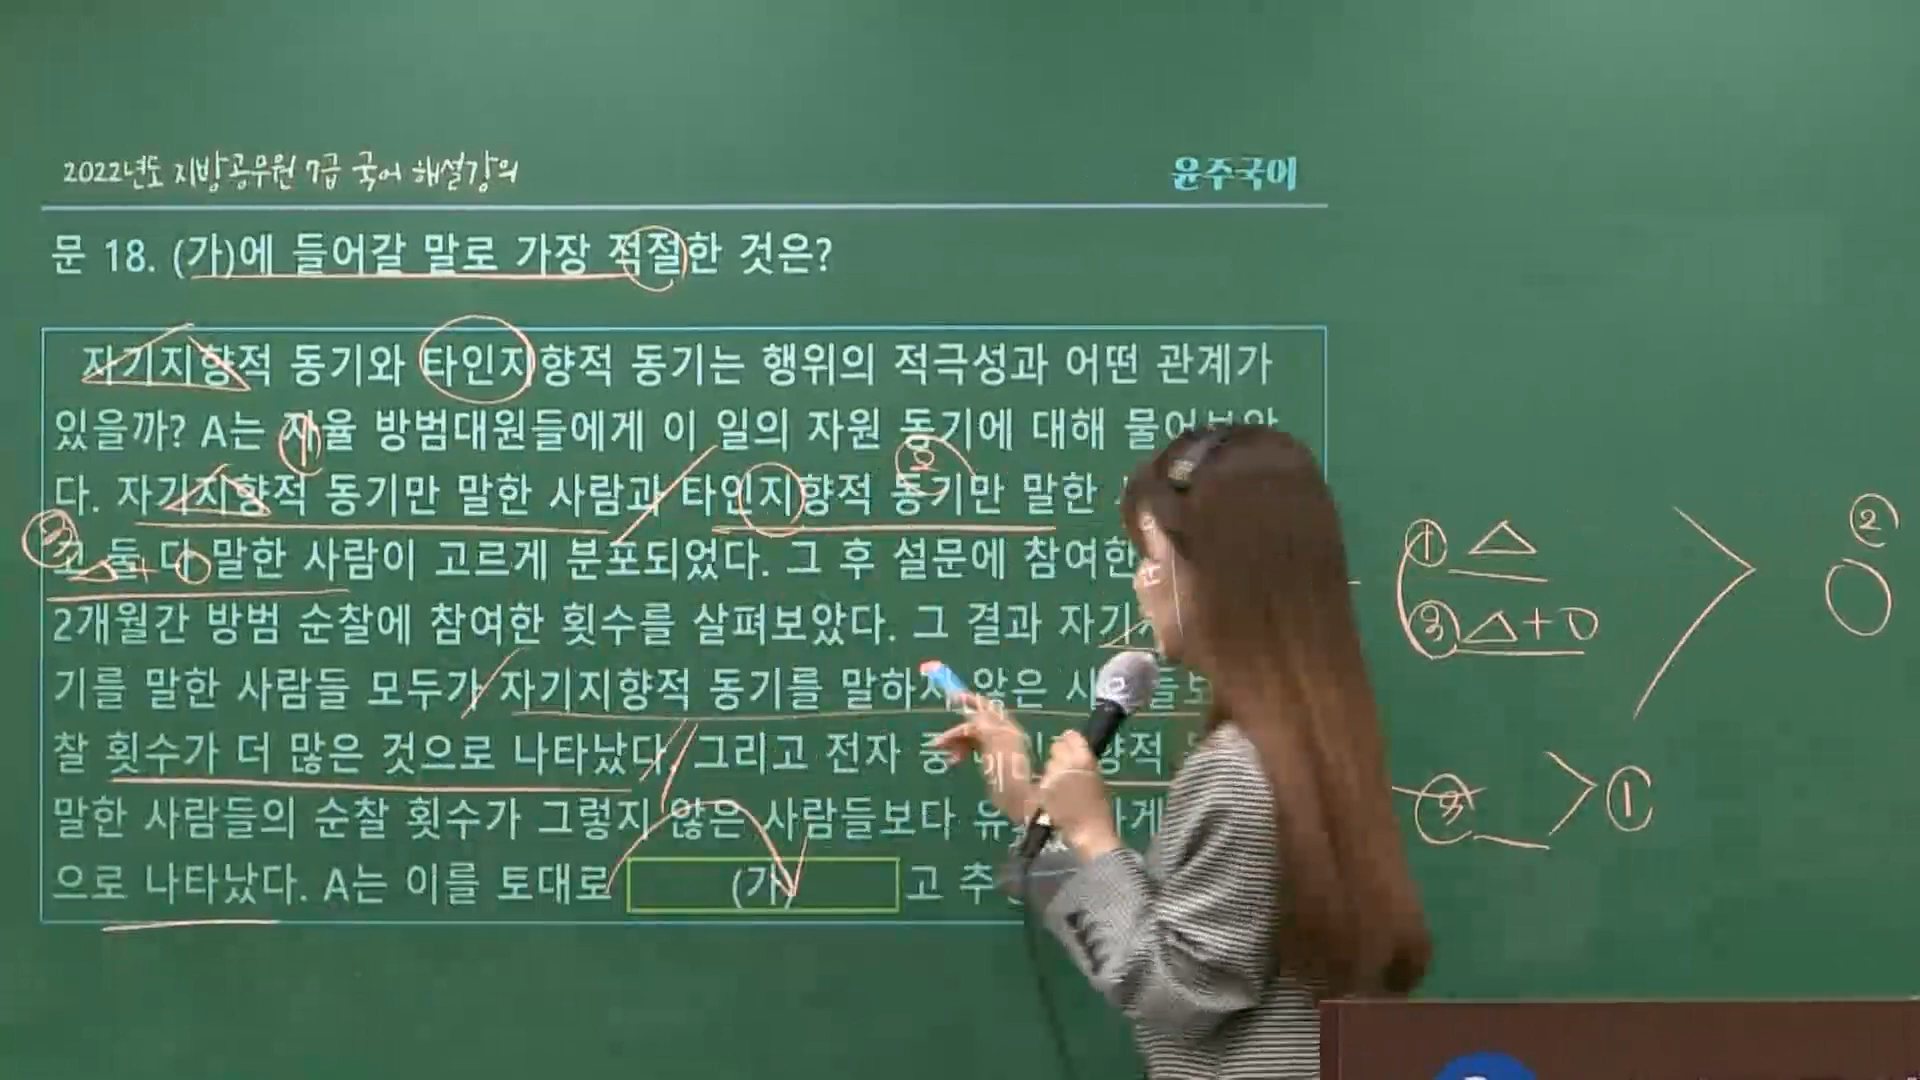 2022년도 지방공무원 7급 국어 해설강의
윤주국어
문 18. (가)에 들어갈 말로 가장 적절한 것은?
자기지향적 동기와 타인지향적 동기는 행위의 적극성과 어떤 관계가
있을까? A는 자율 방범대원들에게 이 일의 자원 동기에 대해 물어보았
다. 자기지향적 동기만 말한 사람과 타인지향적 동기만 말한
고 둘 다 말한 사람이 고르게 분포되었다. 그 후 설문에 참여한
2개월간 방범 순찰에 참여한 횟수를 살펴보았다. 그 결과 자기
기를 말한 사람들 모두가 자기지향적 동기를 말하지 않은
찰 횟수가 더 많은 것으로 나타났다. 그리고 전자 중
말한 사람들의 순찰 횟수가 그렇지 않은 사람들보다
으로 나타났다. A는 이를 토대로 (가) 고
① △
③ △+O
> ② O
③ > ①
① ② ③ △+O